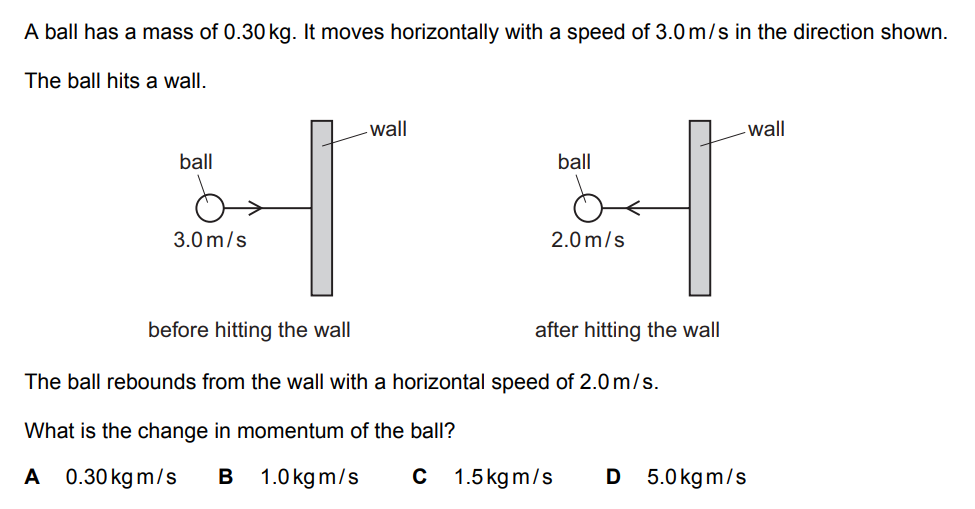 A ball has a mass of 0.30 kg. It moves horizontally with a speed of 3.0 m / s in the direction shown.
The ball hits a wall.
wall
wall
ball
ball
3.0 m / s
2.0 m / s
before hitting the wall
after hitting the wall
The ball rebounds from the wall with a horizontal speed of 2.0 m / s.
What is the change in momentum of the ball?
A 0.30 kg m / s B 1.0 kg m / s C 1.5 kg m / s D 5.0 kg m / s